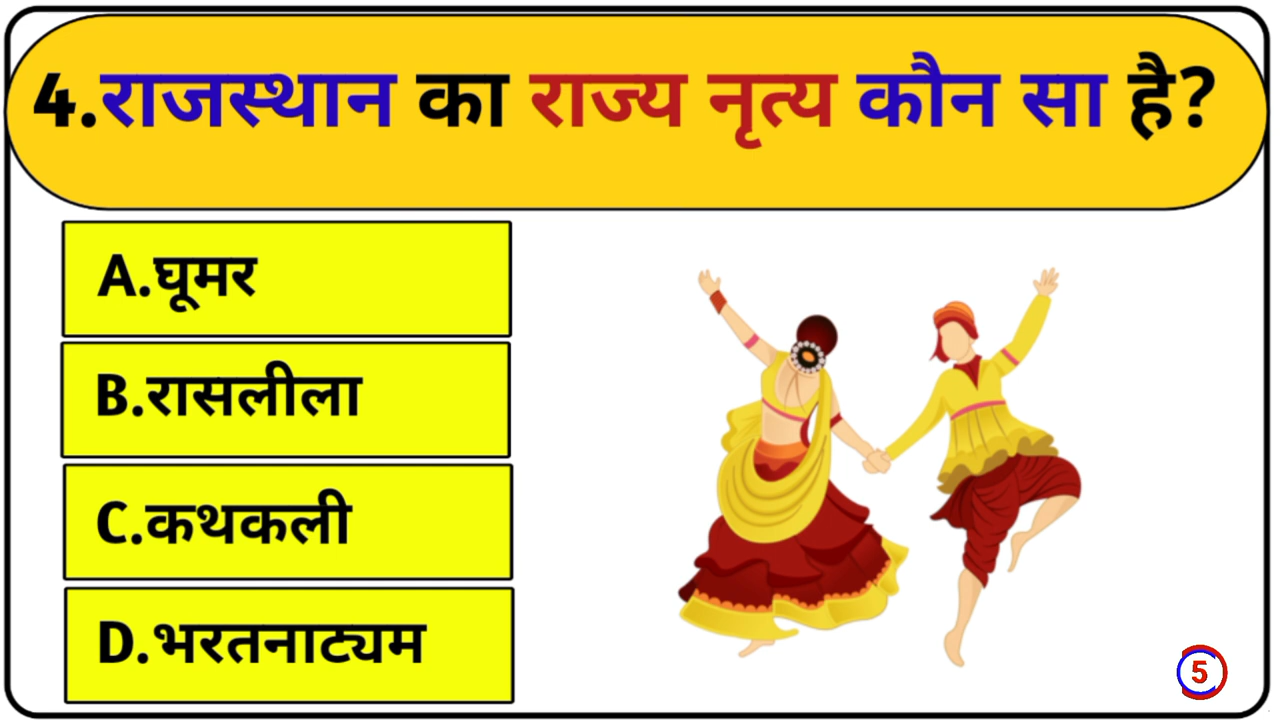 4.राजस्थान का राज्य नृत्य कौन सा है?
A.घूमर
B.रासलीला
C.कथकली
D.भरतनाट्यम
5